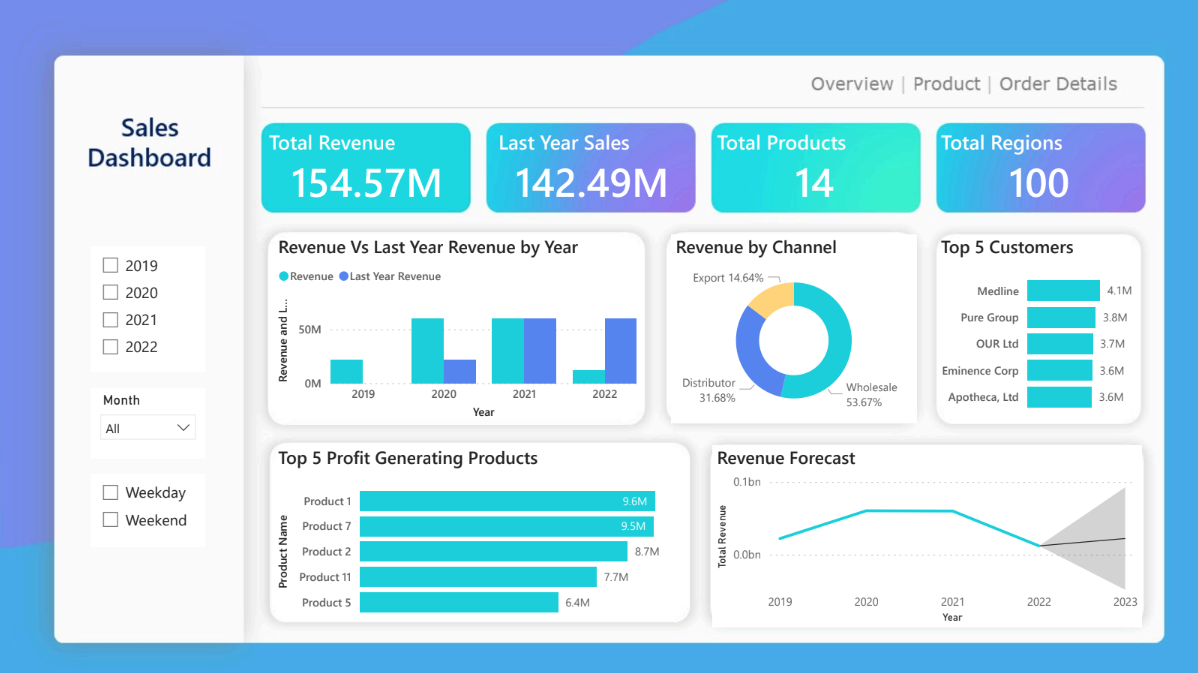 Sales
Dashboard
Overview | Product | Order Details
Total Revenue
154.57M
Last Year Sales
142.49M
Total Products
14
Total Regions
100
2019
2020
2021
2022
Month
All
Weekday
Weekend
Revenue Vs Last Year Revenue by Year
Revenue Last Year Revenue
Revenue and L...
50M
0M
2019 2020 2021 2022
Year
Revenue by Channel
Export 14.64%
Distributor
31.68%
Wholesale
53.67%
Top 5 Customers
Medline 4.1M
Pure Group 3.8M
OUR Ltd 3.7M
Eminence Corp 3.6M
Apotheca, Ltd 3.6M
Top 5 Profit Generating Products
Product Name
Product 1 9.6M
Product 7 9.5M
Product 2 8.7M
Product 11 7.7M
Product 5 6.4M
Revenue Forecast
Total Revenue
0.1bn
0.0bn
2019 2020 2021 2022 2023
Year